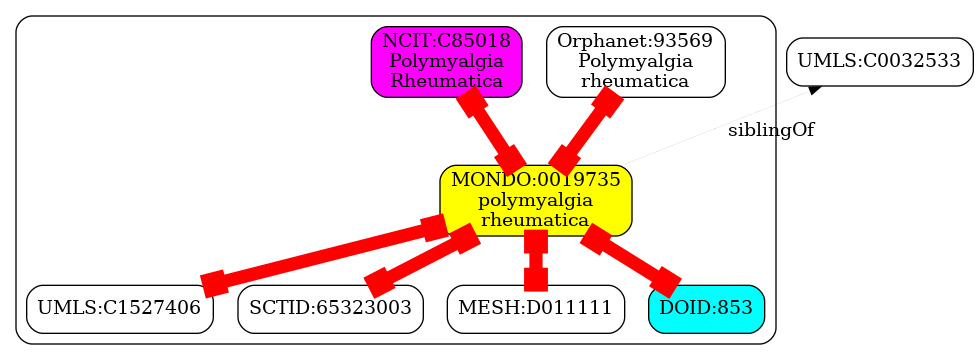 NCIT:C85018
Polymyalgia
Rheumatica
Orphanet:93569
Polymyalgia
rheumatica
UMLS:C0032533
siblingOf
MONDO:0019735
polymyalgia
rheumatica
UMLS:C1527406
SCTID:65323003
MESH:D011111
DOID:853